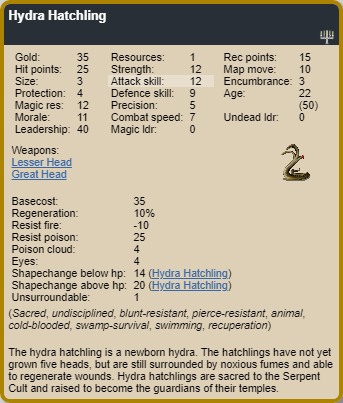 Hydra Hatchling
Gold: 35 Resources: 1 Rec points: 15
Hit points: 25 Strength: 12 Map move: 10
Size: 3 Attack skill: 12 Encumbrance: 3
Protection: 4 Defence skill: 9 Age: 22
Magic res: 12 Precision: 5 (50)
Morale: 11 Combat speed: 7 Undead ldr: 0
Leadership: 40 Magic ldr: 0
Weapons:
Lesser Head
Great Head
Basecost: 35
Regeneration: 10%
Resist fire: -10
Resist poison: 25
Poison cloud: 4
Eyes: 4
Shapechange below hp: 14 (Hydra Hatchling)
Shapechange above hp: 20 (Hydra Hatchling)
Unsurroundable: 1
(Sacred, undisciplined, blunt-resistant, pierce-resistant, animal,
cold-blooded, swamp-survival, swimming, recuperation)
The hydra hatchling is a newborn hydra. The hatchlings have not yet
grown five heads, but are still surrounded by noxious fumes and able
to regenerate wounds. Hydra hatchlings are sacred to the Serpent
Cult and raised to become the guardians of their temples.